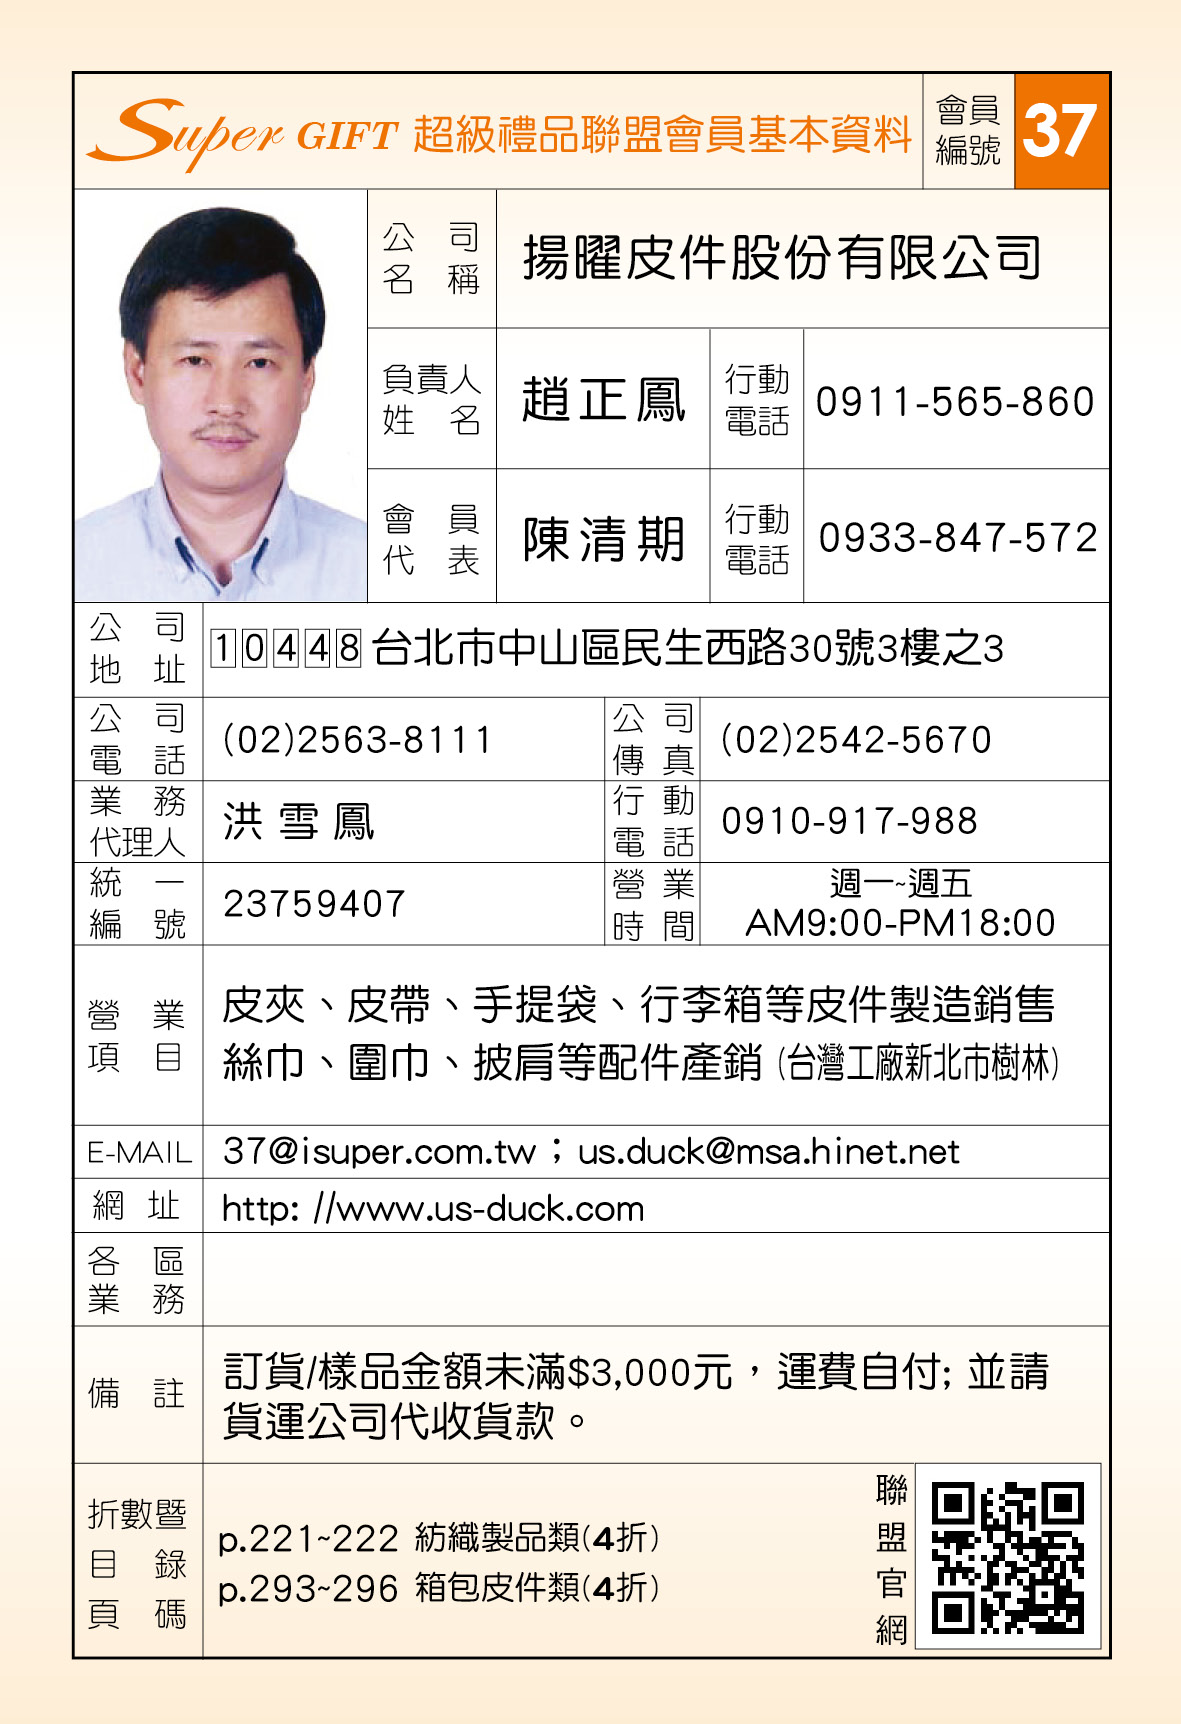 Super GIFT 超級禮品聯盟會員基本資料
會員
編號
37
公司
名稱
揚曜皮件股份有限公司
負責人
姓名
趙正鳳
行動
電話
0911-565-860
會員
代表
陳清期
行動
電話
0933-847-572
公司
地址
10448台北市中山區民生西路30號3樓之3
公司
電話
(02)2563-8111
公司
傳真
(02)2542-5670
業務
代理人
洪雪鳳
行動
電話
0910-917-988
統一
編號
23759407
營業
時間
週一~週五
AM9:00-PM18:00
營業
項目
皮夾、皮帶、手提袋、行李箱等皮件製造銷售
絲巾、圍巾、披肩等配件產銷(台灣工廠新北市樹林)
E-MAIL
37@isuper.com.tw；us.duck@msa.hinet.net
網址
http: //www.us-duck.com
各區
業務
備註
訂貨/樣品金額未滿$3,000元，運費自付; 並請
貨運公司代收貨款。
折數暨
目錄
頁碼
p.221~222 紡織製品類(4折)
p.293~296 箱包皮件類(4折)
聯盟官網